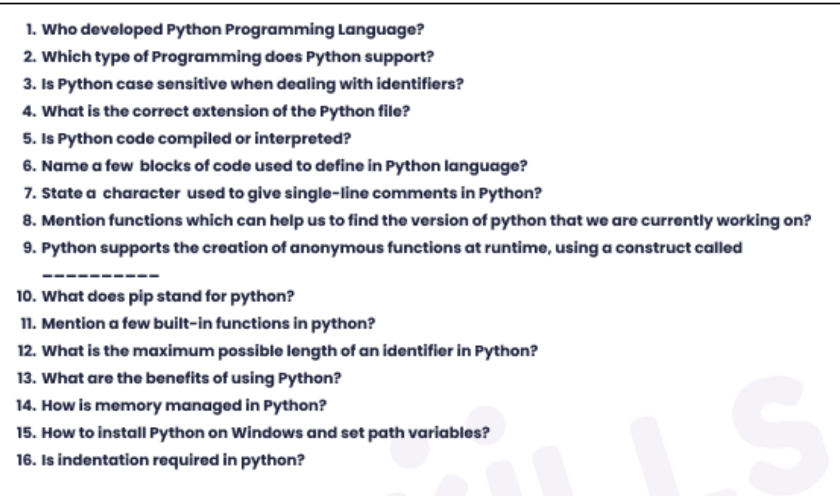 1. Who developed Python Programming Language?
2. Which type of Programming does Python support?
3. Is Python case sensitive when dealing with identifiers?
4. What is the correct extension of the Python file?
5. Is Python code compiled or interpreted?
6. Name a few blocks of code used to define in Python language?
7. State a character used to give single-line comments in Python?
8. Mention functions which can help us to find the version of python that we are currently working on?
9. Python supports the creation of anonymous functions at runtime, using a construct called
__________
10. What does pip stand for python?
11. Mention a few built-in functions in python?
12. What is the maximum possible length of an identifier in Python?
13. What are the benefits of using Python?
14. How is memory managed in Python?
15. How to install Python on Windows and set path variables?
16. Is indentation required in python?